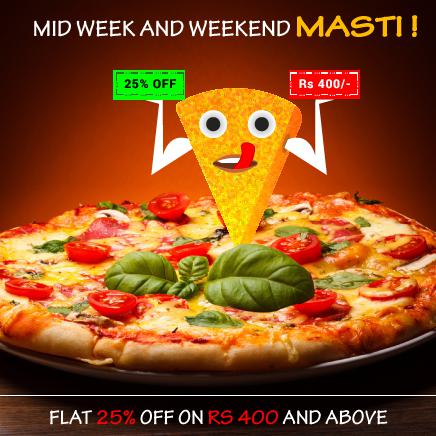 MID WEEK AND WEEKEND MASTI !
25% OFF
Rs 400/-
FLAT 25% OFF ON RS 400 AND ABOVE